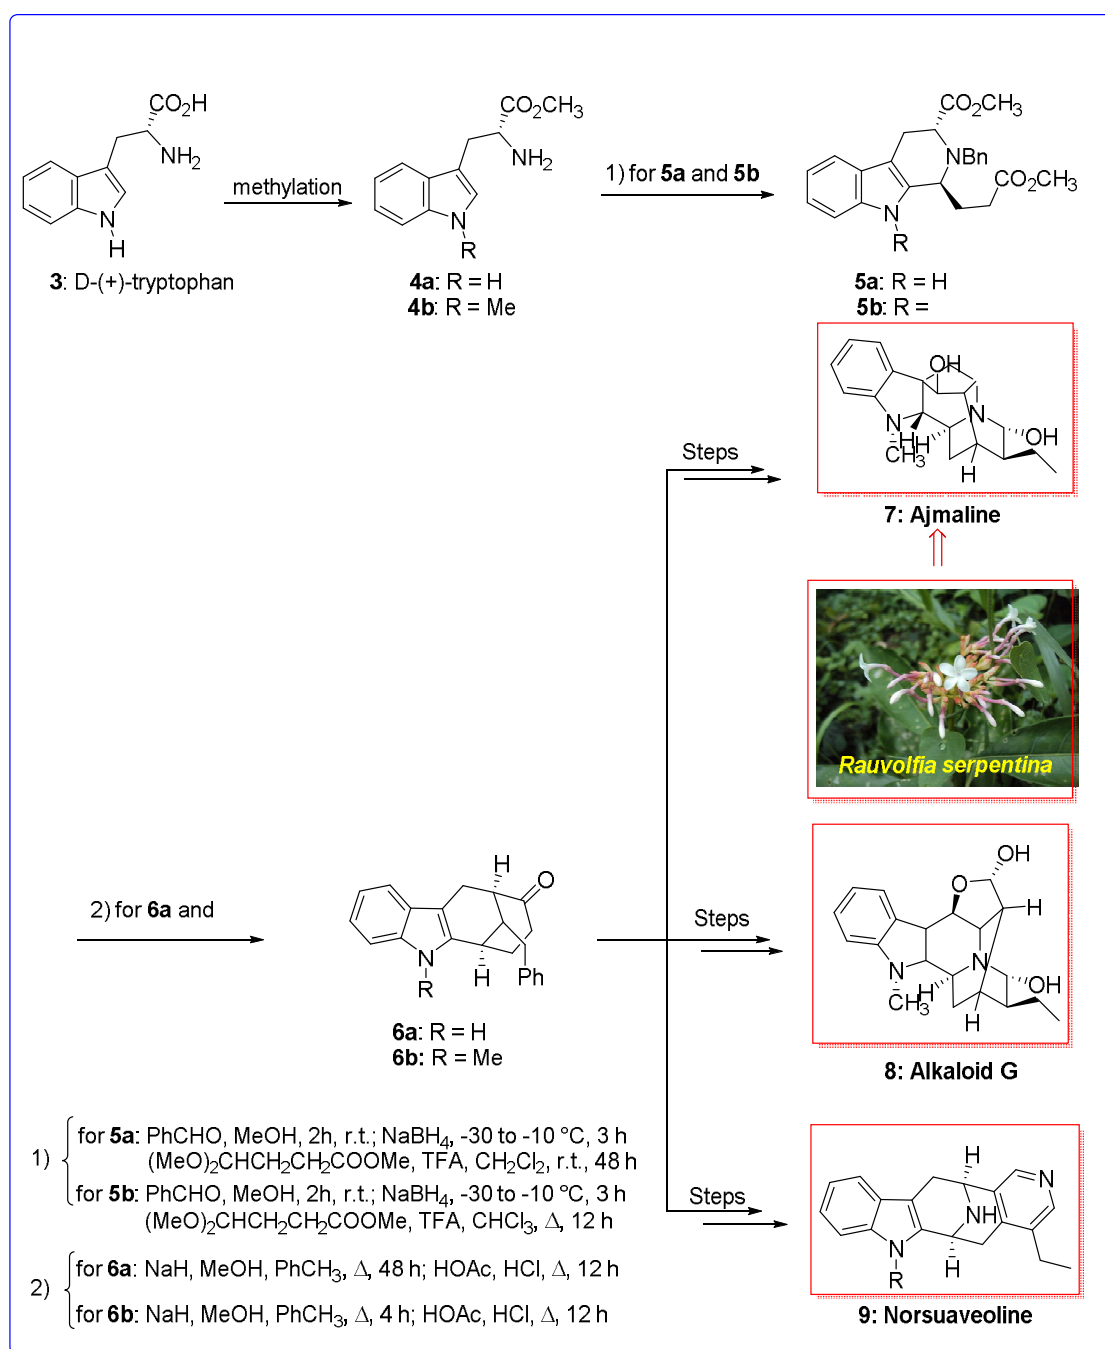 CO2H
NH2
N
H
3: D-(+)-tryptophan
methylation
CO2CH3
NH2
N
R
4a: R = H
4b: R = Me
1) for 5a and 5b
CO2CH3
NBn
CO2CH3
N
R
5a: R = H
5b: R =
OH
N
N
H
H
OH
CH3
H
Steps
7: Ajmaline
Rauvolfia serpentina
2) for 6a and
H
O
N
H
Ph
R
6a: R = H
6b: R = Me
Steps
OH
O
H
N
N
H
OH
CH3
H
8: Alkaloid G
1)
for 5a: PhCHO, MeOH, 2h, r.t.; NaBH4, -30 to -10 °C, 3 h
(MeO)2CHCH2CH2COOMe, TFA, CH2Cl2, r.t., 48 h
for 5b: PhCHO, MeOH, 2h, r.t.; NaBH4, -30 to -10 °C, 3 h
(MeO)2CHCH2CH2COOMe, TFA, CHCl3, Δ, 12 h
2)
for 6a: NaH, MeOH, PhCH3, Δ, 48 h; HOAc, HCl, Δ, 12 h
for 6b: NaH, MeOH, PhCH3, Δ, 4 h; HOAc, HCl, Δ, 12 h
Steps
H
N
NH
N
H
R
9: Norsuaveoline